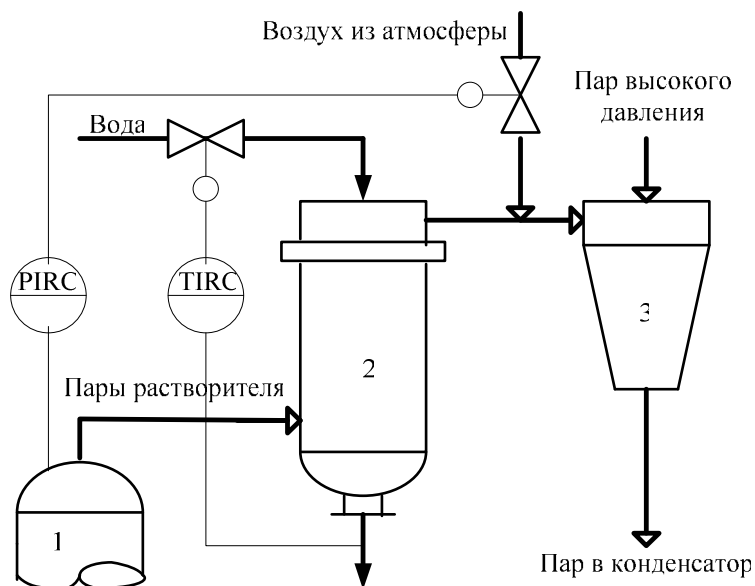 Воздух из атмосферы
Пар высокого
давления
Вода
PIRC
TIRC
3
2
Пары растворителя
1
Пар в конденсатор